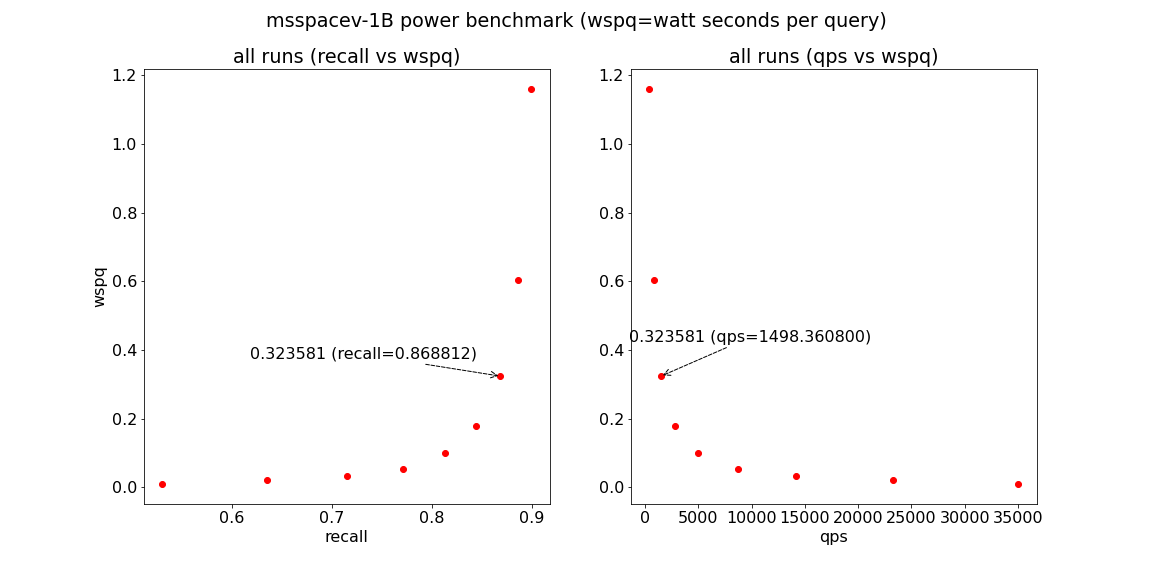 msspacev-1B power benchmark (wspq=watt seconds per query)
all runs (recall vs wspq)
1.2
1.0
0.8
0.6
0.4
0.2
0.0
wspq
0.323581 (recall=0.868812)
0.6 0.7 0.8 0.9
recall
all runs (qps vs wspq)
1.2
1.0
0.8
0.6
0.4
0.2
0.0
0.323581 (qps=1498.360800)
0 5000 10000 15000 20000 25000 30000 35000
qps